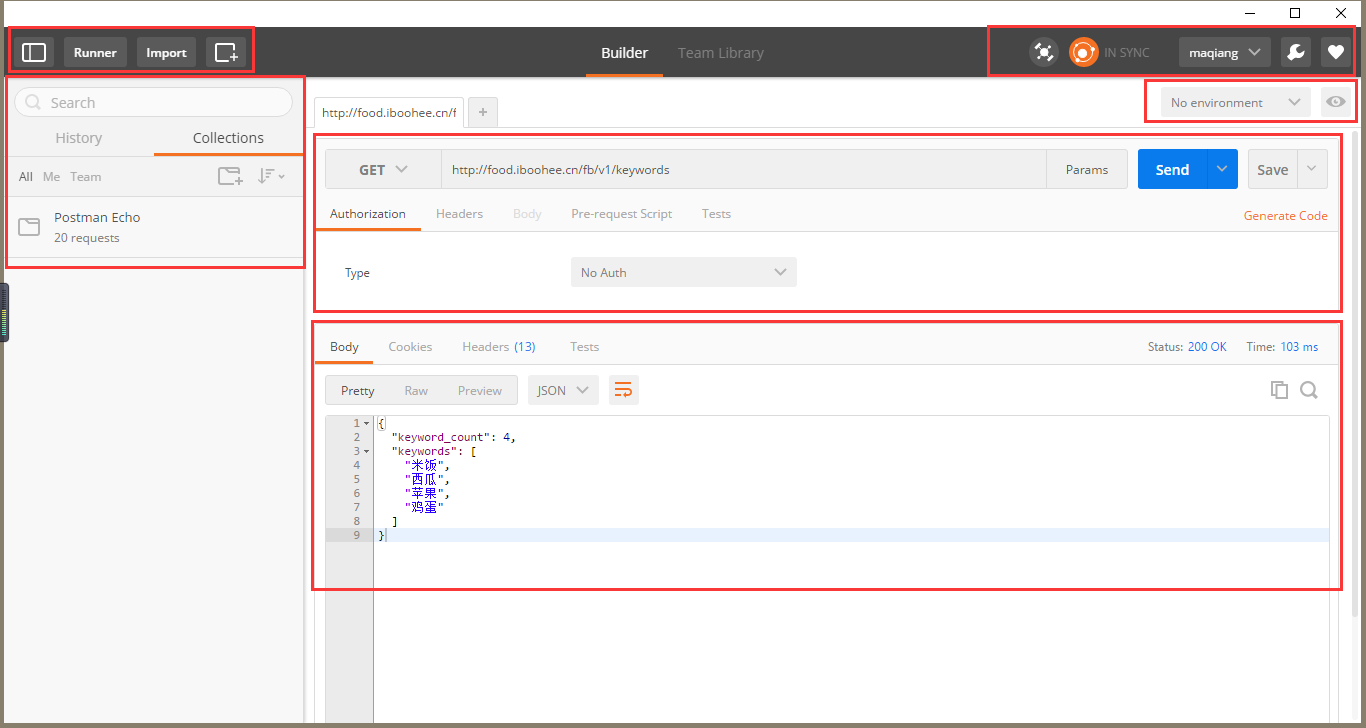 Runner Import Builder Team Library IN SYNC maqiang
Search
History Collections
All Me Team
Postman Echo
20 requests
No environment
http://food.iboohee.cn/f +
GET http://food.iboohee.cn/fb/v1/keywords Params Send Save
Authorization Headers Body Pre-request Script Tests Generate Code
Type No Auth
Body Cookies Headers (13) Tests Status: 200 OK Time: 103 ms
Pretty Raw Preview JSON
1 {
2 "keyword_count": 4,
3 "keywords": [
4 "米饭",
5 "西瓜",
6 "苹果",
7 "鸡蛋"
8 ]
9 }